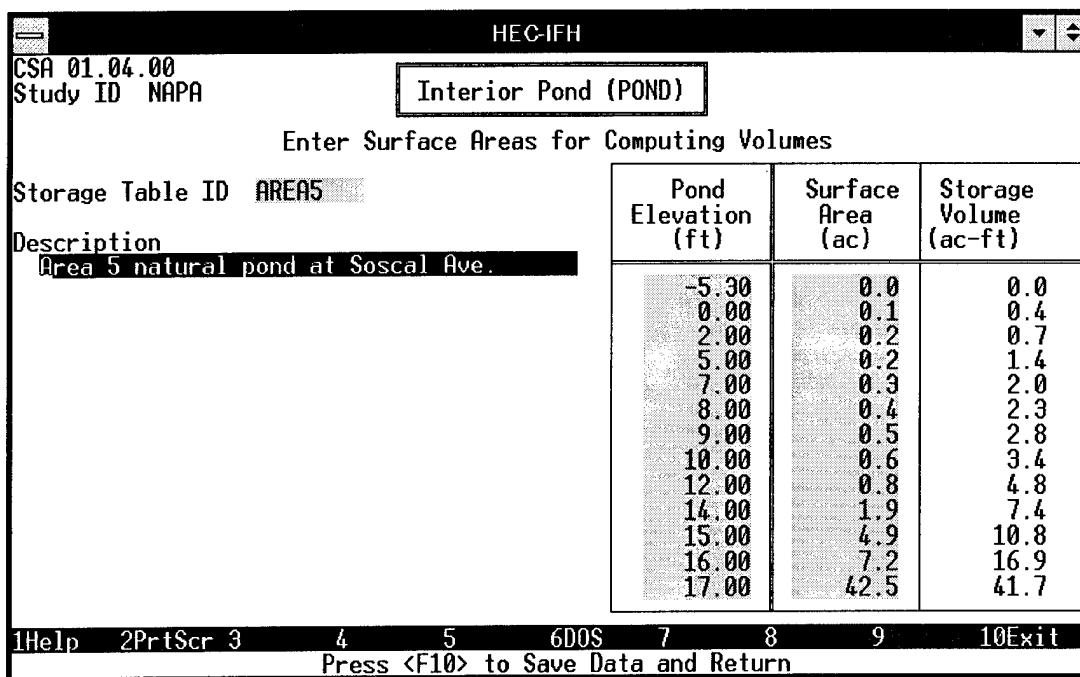 HEC-IFH
CSA 01.04.00
Study ID NAPA
Interior Pond (POND)
Enter Surface Areas for Computing Volumes
Storage Table ID AREA5
Description
Area 5 natural pond at Soscal Ave.
Pond Elevation (ft) Surface Area (ac) Storage Volume (ac-ft)
-5.30 0.0 0.0
0.00 0.1 0.4
2.00 0.2 0.7
5.00 0.2 1.4
7.00 0.3 2.0
8.00 0.4 2.3
9.00 0.5 2.8
10.00 0.6 3.4
12.00 0.8 4.8
14.00 1.9 7.4
15.00 4.9 10.8
16.00 7.2 16.9
17.00 42.5 41.7
1Help 2PrtScr 3 4 5 6DOS 7 8 9 10Exit
Press <F10> to Save Data and Return